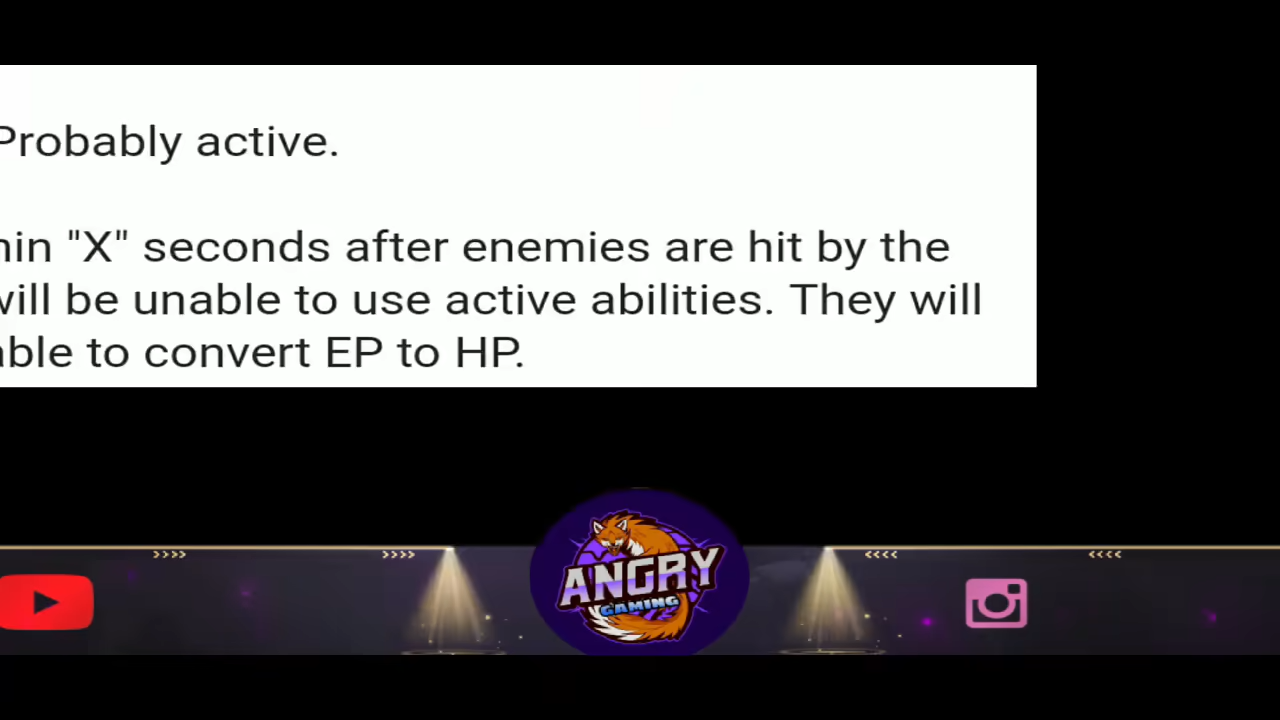 Probably active.
hin "X" seconds after enemies are hit by the
will be unable to use active abilities. They will
able to convert EP to HP.
ANGRY
GAMING